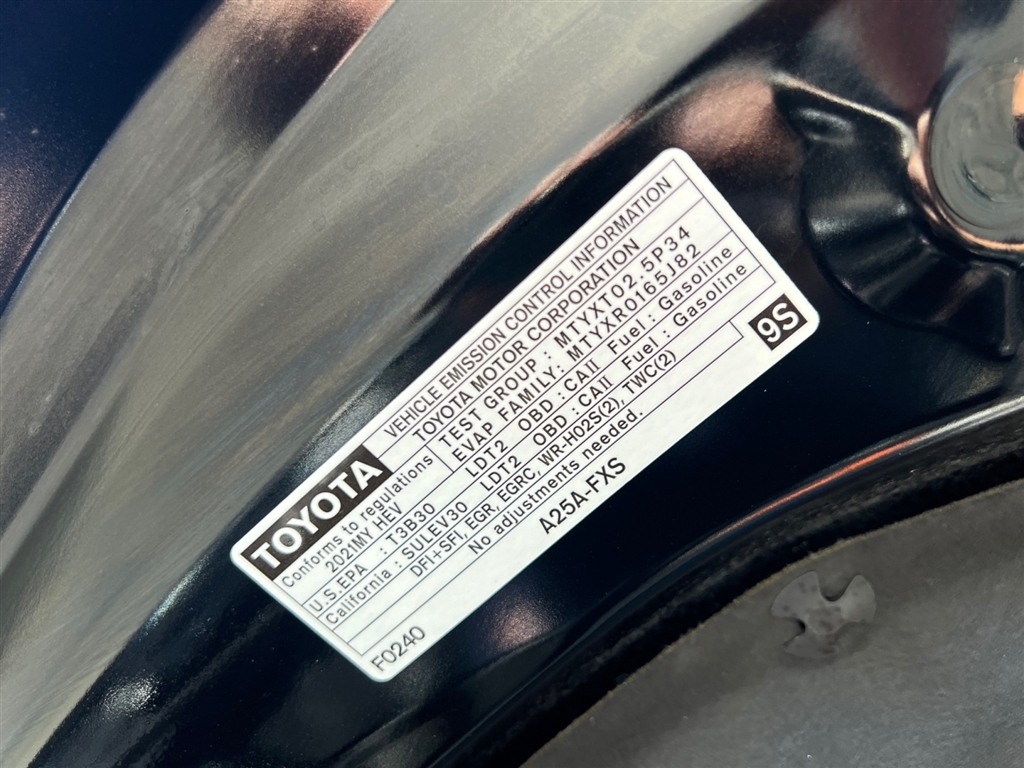 TOYOTA
VEHICLE EMISSION CONTROL INFORMATION
TOYOTA MOTOR CORPORATION
Conforms to regulations
2021MY HEV
TEST GROUP : MTYXT02.5P34
EVAP FAMILY: MTYXR0165J82
U.S.EPA : T3B30 LDT2 OBD : CAII Fuel : Gasoline
California : SULEV30 LDT2 OBD : CAII Fuel : Gasoline
DFI+SFI, EGR, EGRC, WR-HO2S(2), TWC(2)
No adjustments needed.
9S
F0240 A25A-FXS